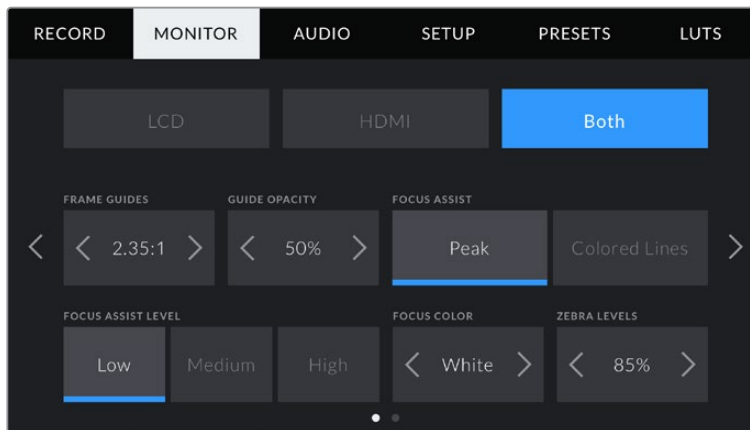 RECORD MONITOR AUDIO SETUP PRESETS LUTS
LCD HDMI Both
FRAME GUIDES GUIDE OPACITY FOCUS ASSIST
2.35:1 50% Peak Colored Lines
FOCUS ASSIST LEVEL FOCUS COLOR ZEBRA LEVELS
Low Medium High White 85%